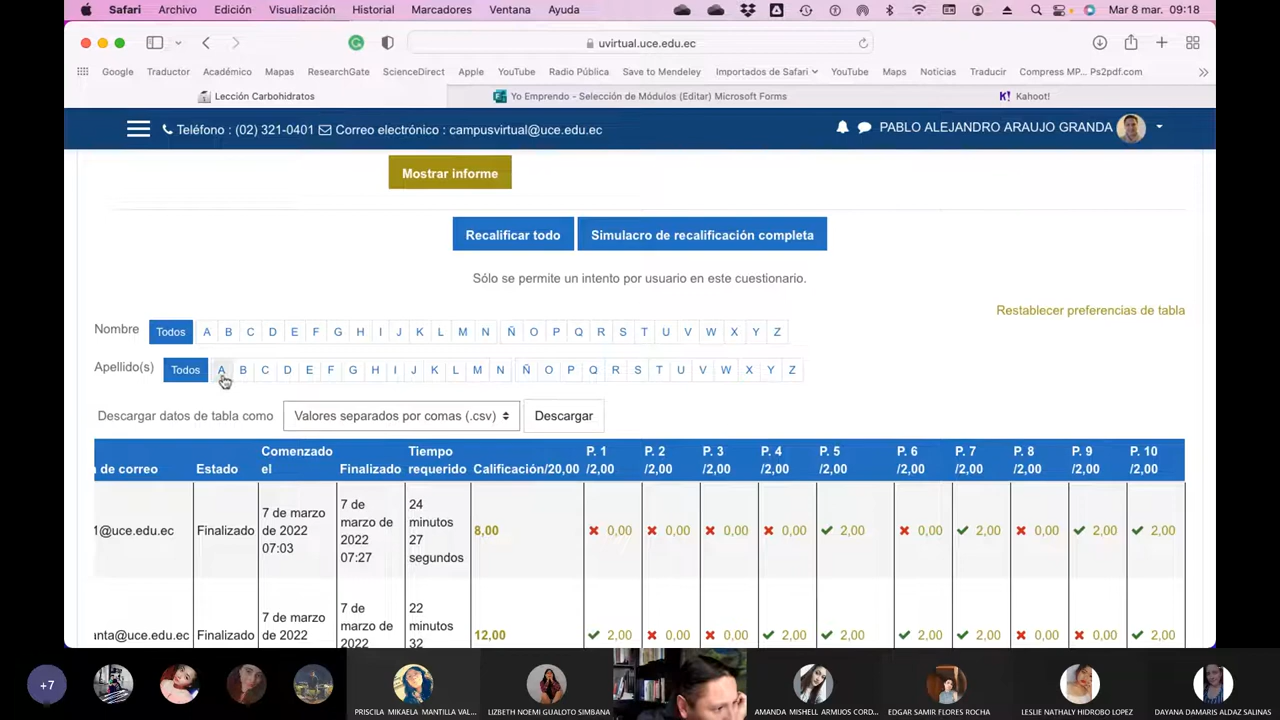 Safari Archivo Edición Visualización Historial Marcadores Ventana Ayuda Mar 8 mar. 09:18
uvirtual.uce.edu.ec
Google Traductor Académico Mapas ResearchGate ScienceDirect Apple YouTube Radio Pública Save to Mendeley Importados de Safari YouTube Maps Noticias Traducir Compress MP... Ps2pdf.com
Lección Carbohidratos Yo Emprendo - Selección de Módulos (Editar) Microsoft Forms K! Kahoot!
Teléfono : (02) 321-0401 Correo electrónico : campusvirtual@uce.edu.ec PABLO ALEJANDRO ARAUJO GRANDA
Mostrar informe
Recalificar todo Simulacro de recalificación completa
Sólo se permite un intento por usuario en este cuestionario.
Restablecer preferencias de tabla
Nombre Todos A B C D E F G H I J K L M N Ñ O P Q R S T U V W X Y Z
Apellido(s) Todos A B C D E F G H I J K L M N Ñ O P Q R S T U V W X Y Z
Descargar datos de tabla como Valores separados por comas (.csv) Descargar
Comenzado Tiempo P. 1 P. 2 P. 3 P. 4 P. 5 P. 6 P. 7 P. 8 P. 9 P. 10
de correo Estado el Finalizado requerido Calificación/20,00 /2,00 /2,00 /2,00 /2,00 /2,00 /2,00 /2,00 /2,00 /2,00 /2,00
7 de 24
7 de marzo marzo minutos
1@uce.edu.ec Finalizado de 2022 de 2022 27 8,00 0,00 0,00 0,00 0,00 2,00 0,00 2,00 0,00 2,00 2,00
07:03 07:27 segundos
7 de 22
7 de marzo marzo minutos
anta@uce.edu.ec Finalizado de 2022 de 2022 32 12,00 2,00 0,00 0,00 2,00 2,00 2,00 2,00 0,00 0,00 2,00
+7
PRISCILA MIKAELA MANTILLA VAL... LIZBETH NOEMI GUALOTO SIMBANA AMANDA MISHELL ARMIJOS CORD... EDGAR SAMIR FLORES ROCHA LESLIE NATHALY HIDROBO LOPEZ DAYANA DAMARIS ALDAZ SALINAS